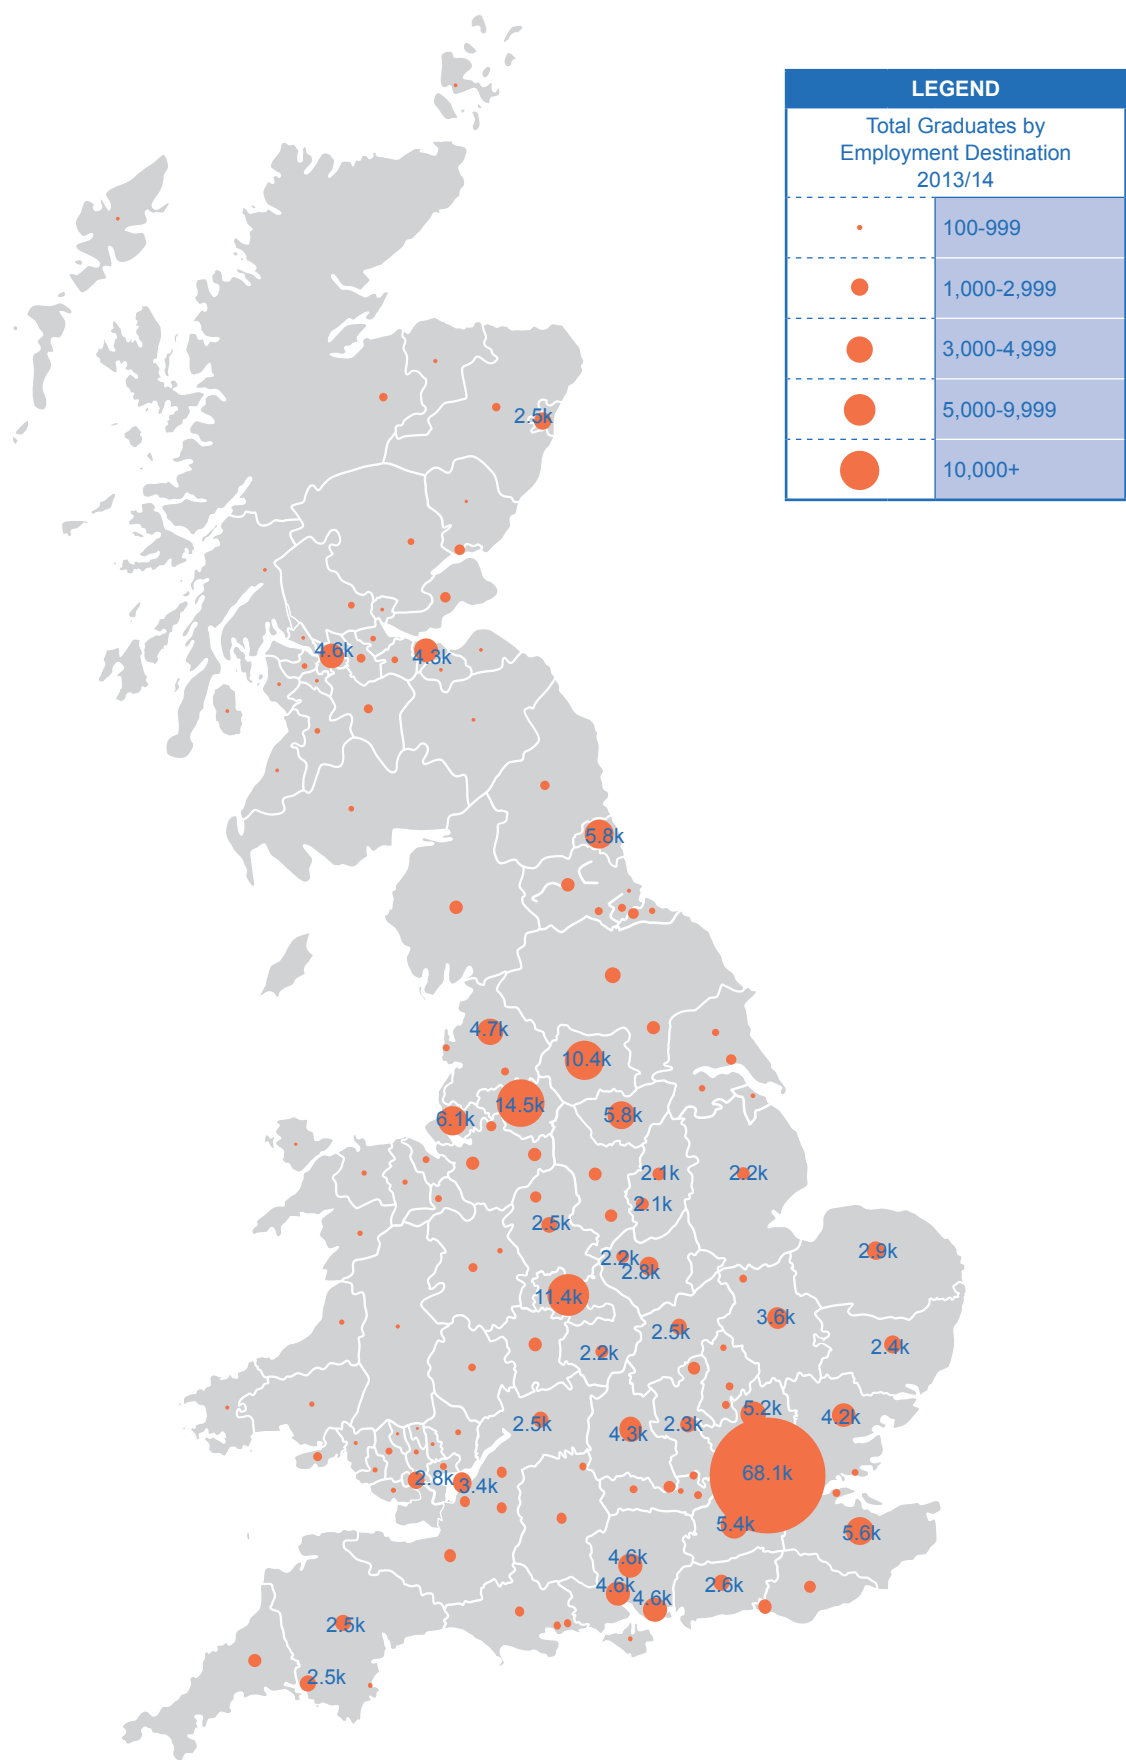 LEGEND
Total Graduates by
Employment Destination
2013/14
100-999
1,000-2,999
3,000-4,999
5,000-9,999
10,000+
2.5k
4.6k
4.3k
5.8k
4.7k
10.4k
14.5k
6.1k
5.8k
2.1k
2.2k
2.1k
2.5k
2.9k
2.2k
2.8k
11.4k
3.6k
2.5k
2.4k
2.2k
5.2k
4.2k
2.5k
4.3k
2.3k
68.1k
2.8k
3.4k
5.4k
5.6k
4.6k
4.6k
2.6k
4.6k
2.5k
2.5k